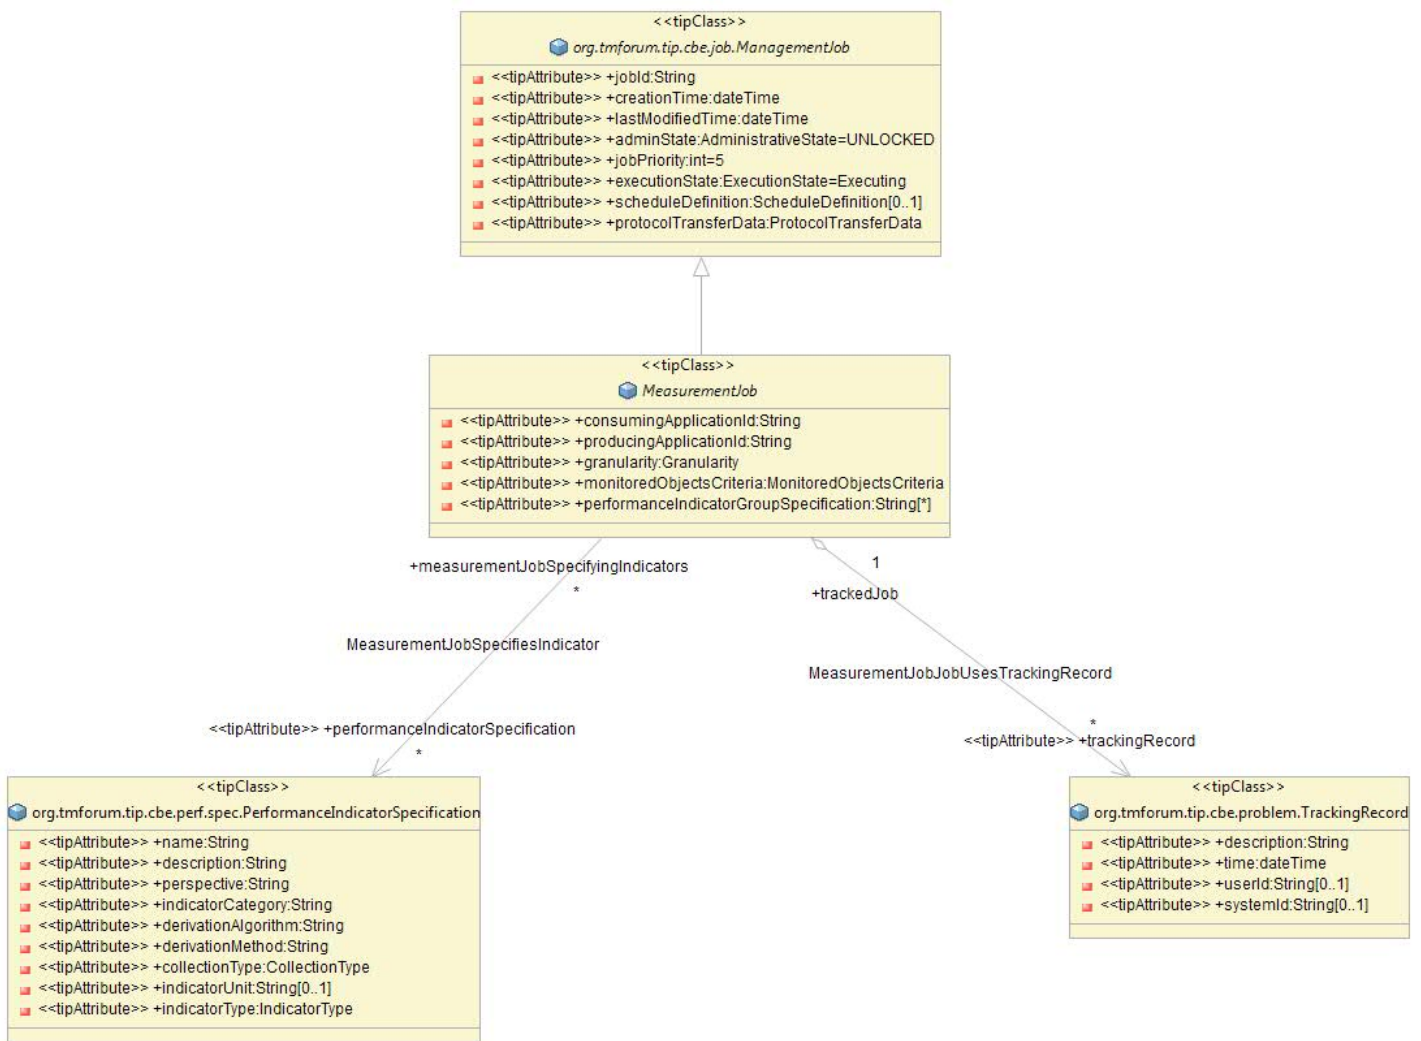 <<tipClass>>
org.tmforum.tip.cbe.job.ManagementJob
<<tipAttribute>> +jobId:String
<<tipAttribute>> +creationTime:dateTime
<<tipAttribute>> +lastModifiedTime:dateTime
<<tipAttribute>> +adminState:AdministrativeState=UNLOCKED
<<tipAttribute>> +jobPriority:int=5
<<tipAttribute>> +executionState:ExecutionState=Executing
<<tipAttribute>> +scheduleDefinition:ScheduleDefinition[0..1]
<<tipAttribute>> +protocolTransferData:ProtocolTransferData
<<tipClass>>
MeasurementJob
<<tipAttribute>> +consumingApplicationId:String
<<tipAttribute>> +producingApplicationId:String
<<tipAttribute>> +granularity:Granularity
<<tipAttribute>> +monitoredObjectsCriteria:MonitoredObjectsCriteria
<<tipAttribute>> +performanceIndicatorGroupSpecification:String[*]
+measurementJobSpecifyingIndicators
*
MeasurementJobSpecifiesIndicator
<<tipAttribute>> +performanceIndicatorSpecification
*
1
+trackedJob
MeasurementJobJobUsesTrackingRecord
*
<<tipAttribute>> +trackingRecord
<<tipClass>>
org.tmforum.tip.cbe.perf.spec.PerformanceIndicatorSpecification
<<tipAttribute>> +name:String
<<tipAttribute>> +description:String
<<tipAttribute>> +perspective:String
<<tipAttribute>> +indicatorCategory:String
<<tipAttribute>> +derivationAlgorithm:String
<<tipAttribute>> +derivationMethod:String
<<tipAttribute>> +collectionType:CollectionType
<<tipAttribute>> +indicatorUnit:String[0..1]
<<tipAttribute>> +indicatorType:IndicatorType
<<tipClass>>
org.tmforum.tip.cbe.problem.TrackingRecord
<<tipAttribute>> +description:String
<<tipAttribute>> +time:dateTime
<<tipAttribute>> +userId:String[0..1]
<<tipAttribute>> +systemId:String[0..1]